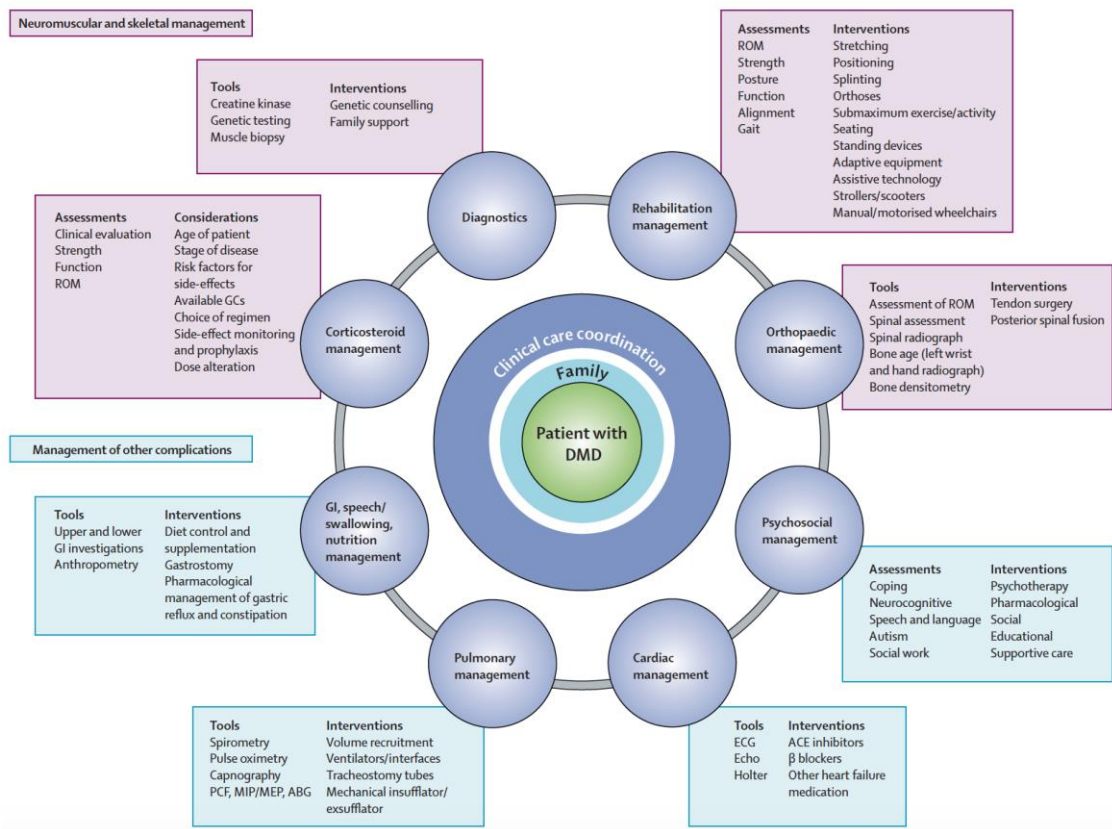 Neuromuscular and skeletal management
Tools
Creatine kinase
Genetic testing
Muscle biopsy
Interventions
Genetic counselling
Family support
Assessments
ROM
Strength
Posture
Function
Alignment
Gait
Interventions
Stretching
Positioning
Splinting
Orthoses
Submaximum exercise/activity
Seating
Standing devices
Adaptive equipment
Assistive technology
Strollers/scooters
Manual/motorised wheelchairs
Diagnostics
Rehabilitation
management
Assessments
Clinical evaluation
Strength
Function
ROM
Considerations
Age of patient
Stage of disease
Risk factors for
side-effects
Available GCs
Choice of regimen
Side-effect monitoring
and prophylaxis
Dose alteration
Corticosteroid
management
Orthopaedic
management
Tools
Assessment of ROM
Spinal assessment
Spinal radiograph
Bone age (left wrist
and hand radiograph)
Bone densitometry
Interventions
Tendon surgery
Posterior spinal fusion
Clinical care coordination
Family
Patient with
DMD
Management of other complications
Tools
Upper and lower
GI investigations
Anthropometry
Interventions
Diet control and
supplementation
Gastrostomy
Pharmacological
management of gastric
reflux and constipation
GI, speech/
swallowing,
nutrition
management
Psychosocial
management
Assessments
Coping
Neurocognitive
Speech and language
Autism
Social work
Interventions
Psychotherapy
Pharmacological
Social
Educational
Supportive care
Pulmonary
management
Cardiac
management
Tools
Spirometry
Pulse oximetry
Capnography
PCF, MIP/MEP, ABG
Interventions
Volume recruitment
Ventilators/interfaces
Tracheostomy tubes
Mechanical insufflator/
exsufflator
Tools
ECG
Echo
Holter
Interventions
ACE inhibitors
β blockers
Other heart failure
medication